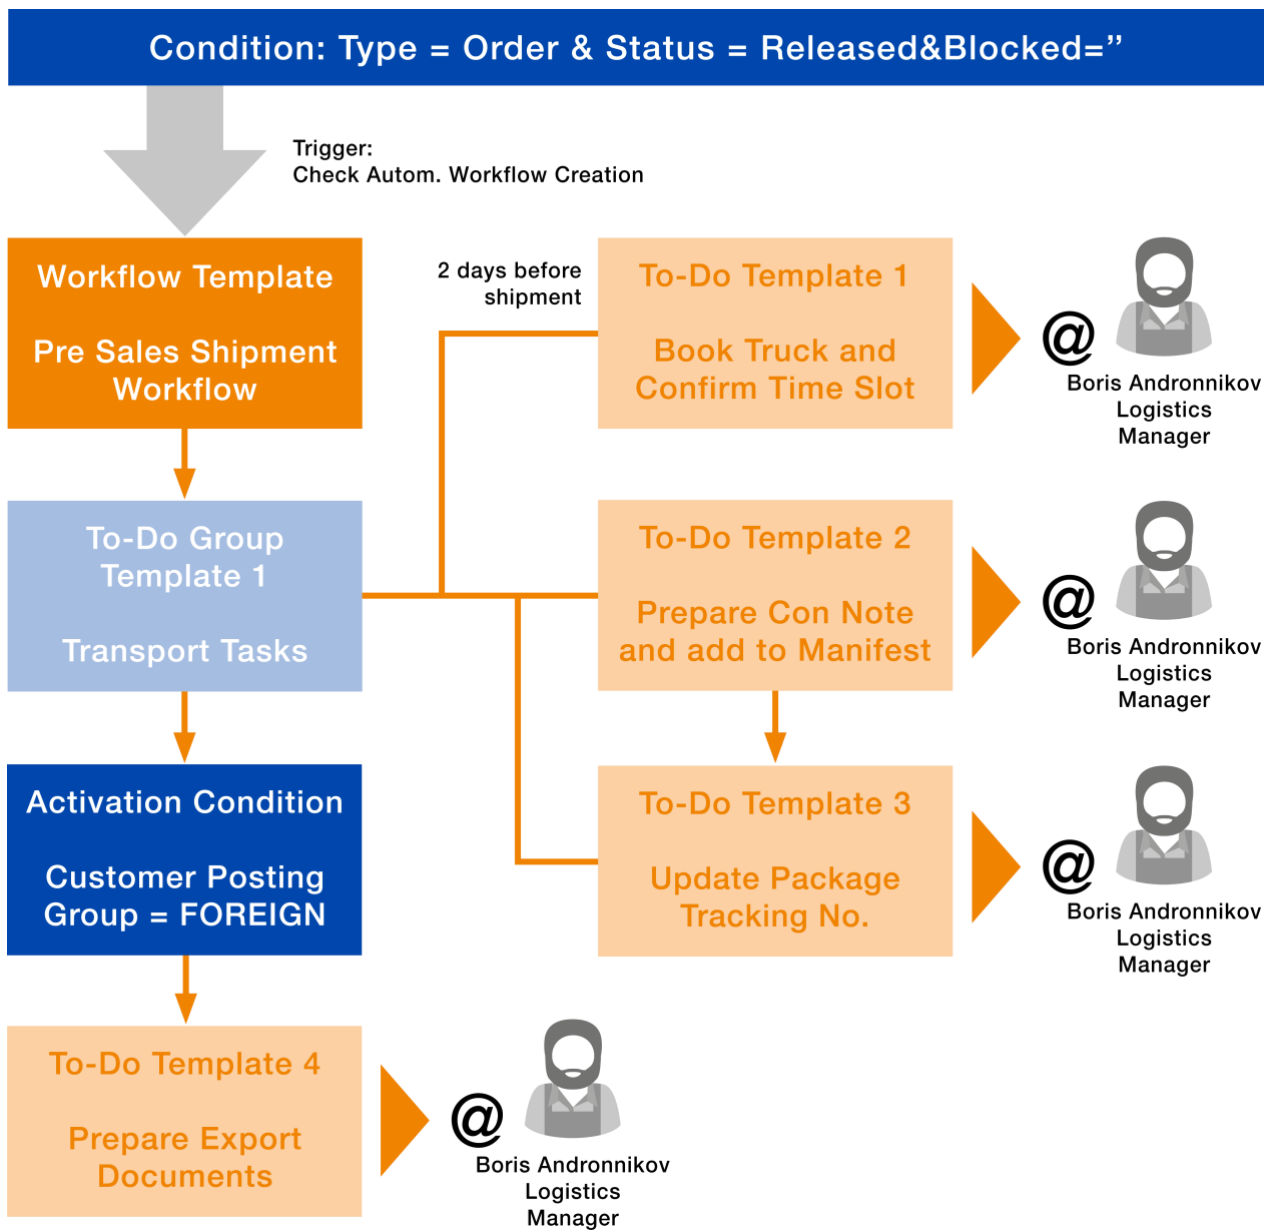 Condition: Type = Order & Status = Released&Blocked=”
Trigger:
Check Autom. Workflow Creation
Workflow Template
Pre Sales Shipment
Workflow
2 days before
shipment
To-Do Template 1
Book Truck and
Confirm Time Slot
@
Boris Andronnikov
Logistics
Manager
To-Do Group
Template 1
Transport Tasks
To-Do Template 2
Prepare Con Note
and add to Manifest
@
Boris Andronnikov
Logistics
Manager
Activation Condition
Customer Posting
Group = FOREIGN
To-Do Template 3
Update Package
Tracking No.
@
Boris Andronnikov
Logistics
Manager
To-Do Template 4
Prepare Export
Documents
@
Boris Andronnikov
Logistics
Manager